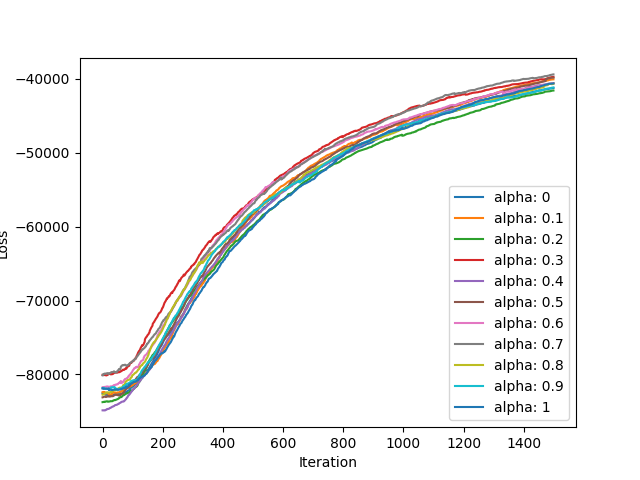 −40000
−50000
−60000
−70000
−80000
Loss
0
200
400
600
800
1000
1200
1400
Iteration
alpha: 0
alpha: 0.1
alpha: 0.2
alpha: 0.3
alpha: 0.4
alpha: 0.5
alpha: 0.6
alpha: 0.7
alpha: 0.8
alpha: 0.9
alpha: 1